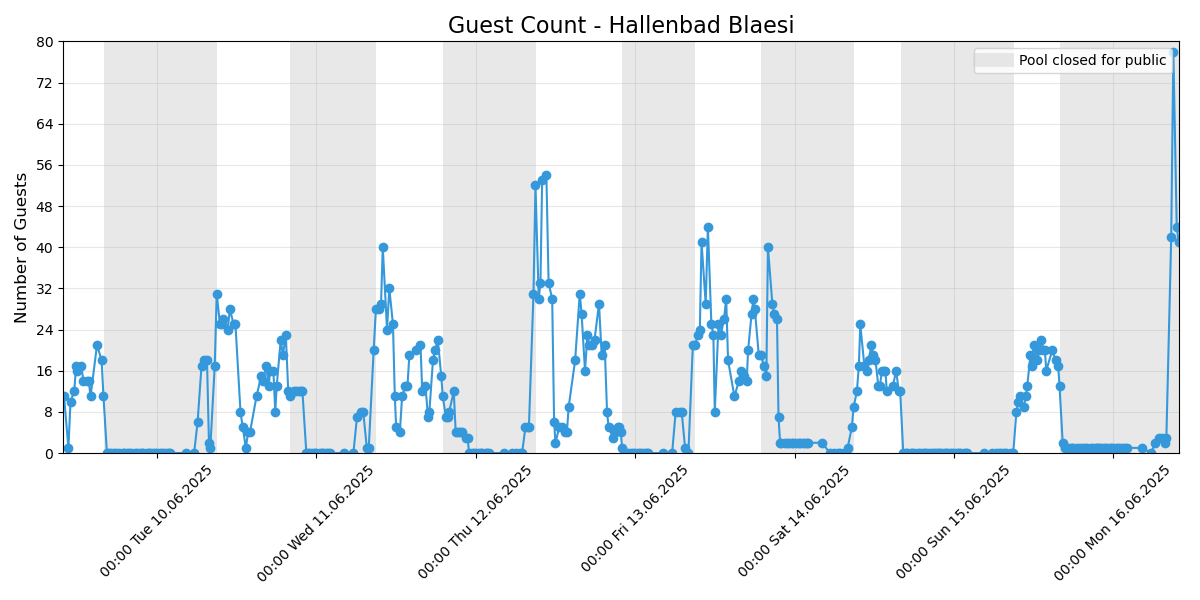 Guest Count - Hallenbad Blaesi
Pool closed for public
Number of Guests
80
72
64
56
48
40
32
24
16
8
0
00:00 Tue 10.06.2025
00:00 Wed 11.06.2025
00:00 Thu 12.06.2025
00:00 Fri 13.06.2025
00:00 Sat 14.06.2025
00:00 Sun 15.06.2025
00:00 Mon 16.06.2025